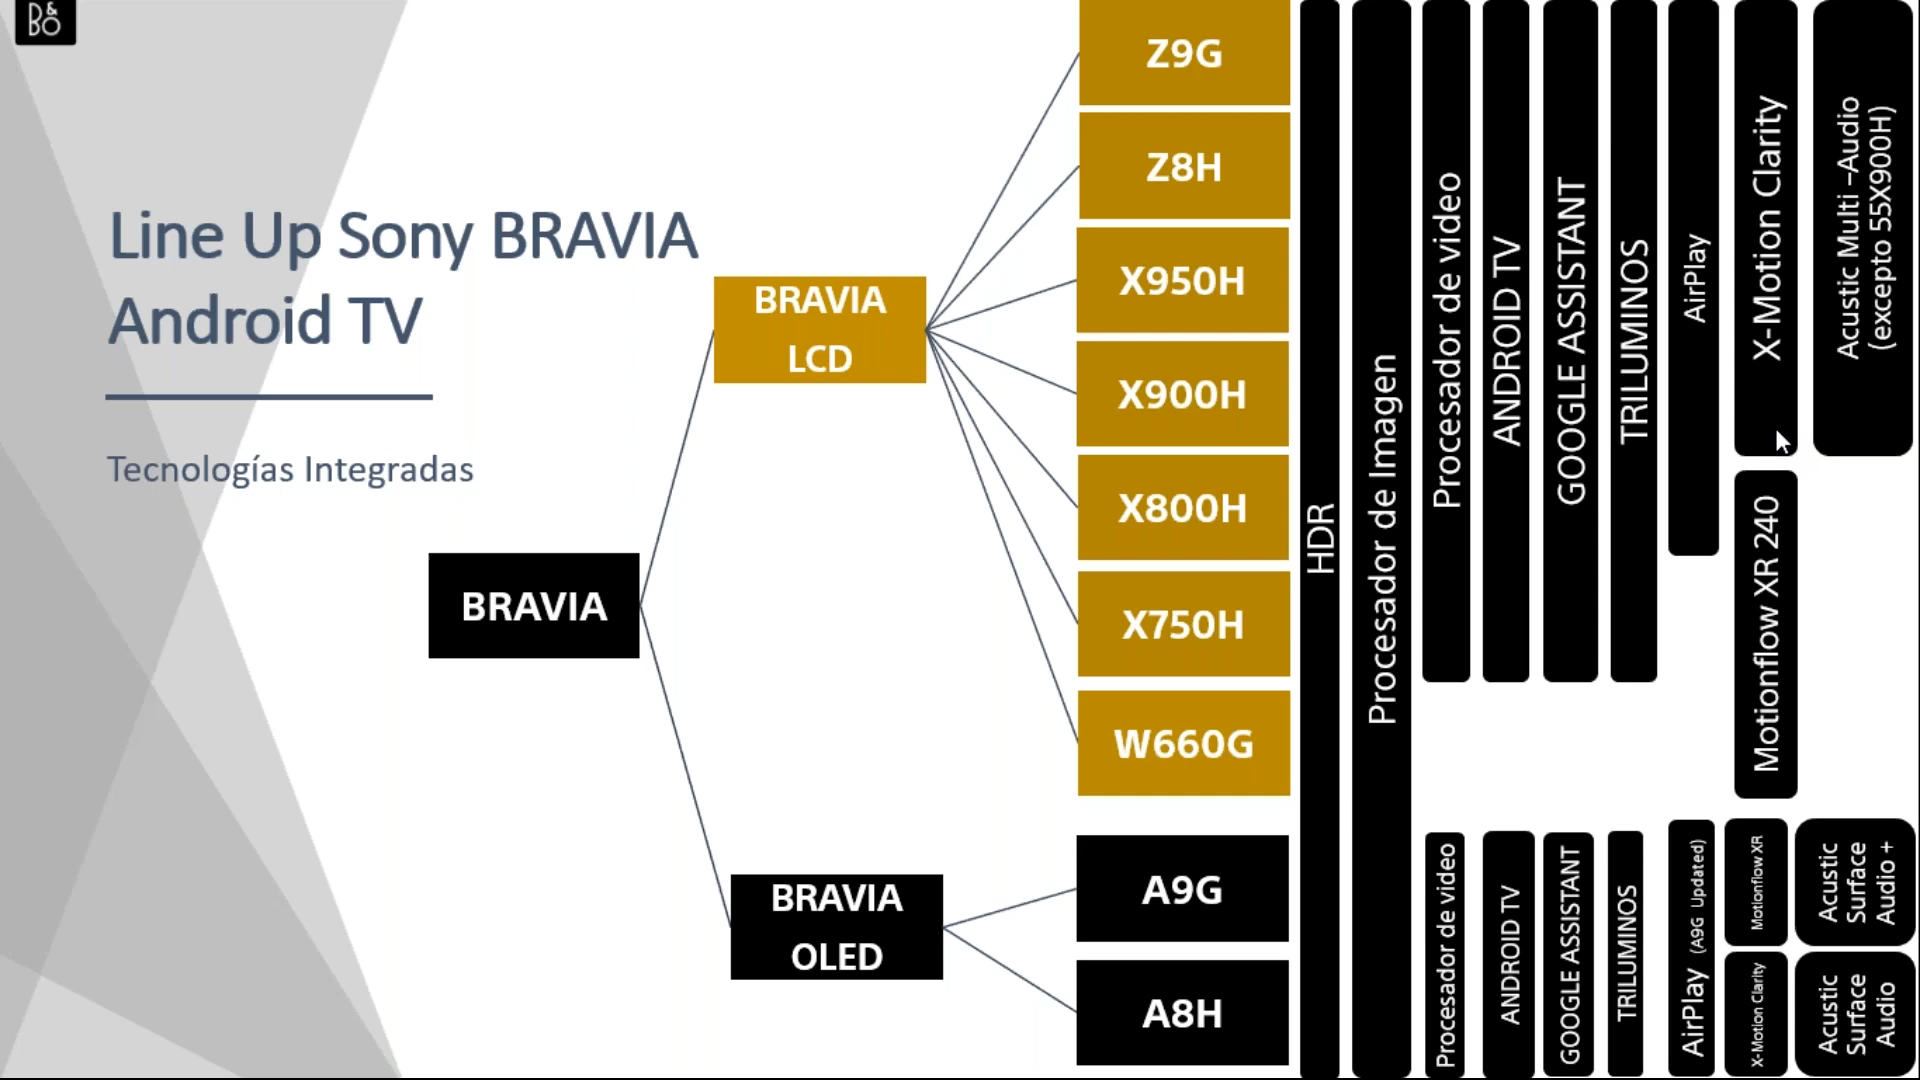 B&O
Line Up Sony BRAVIA
Android TV
Tecnologías Integradas
BRAVIA
BRAVIA
LCD
BRAVIA
OLED
Z9G
Z8H
X950H
X900H
X800H
X750H
W660G
A9G
A8H
HDR
Procesador de Imagen
Procesador de video
ANDROID TV
GOOGLE ASSISTANT
TRILUMINOS
AirPlay
X-Motion Clarity
Acustic Multi –Audio
(excepto 55X900H)
Motionflow XR 240
Procesador de video
ANDROID TV
GOOGLE ASSISTANT
TRILUMINOS
AirPlay (A9G Updated)
Motionflow XR
X-Motion Clarity
Acustic
Surface
Audio +
Acustic
Surface
Audio